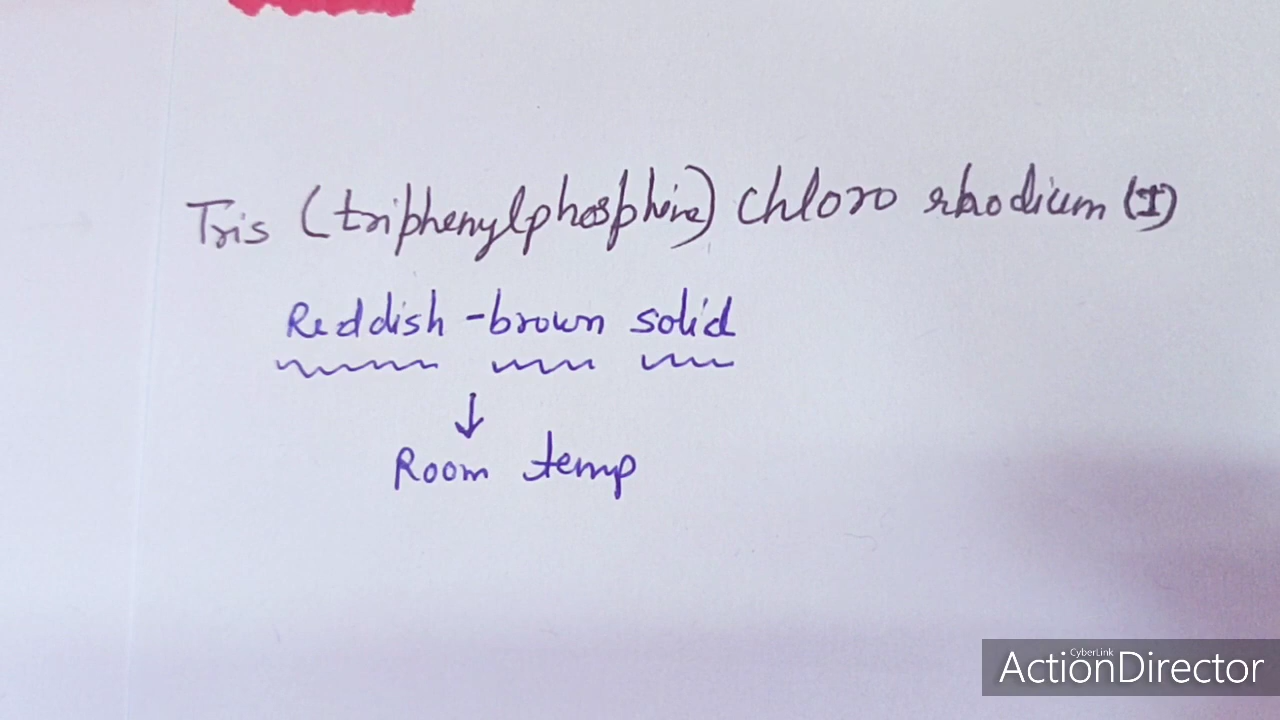 Tris (triphenylphosphine) chloro rhodium (I)
Reddish-brown solid
↓
Room temp
CyberLink
ActionDirector